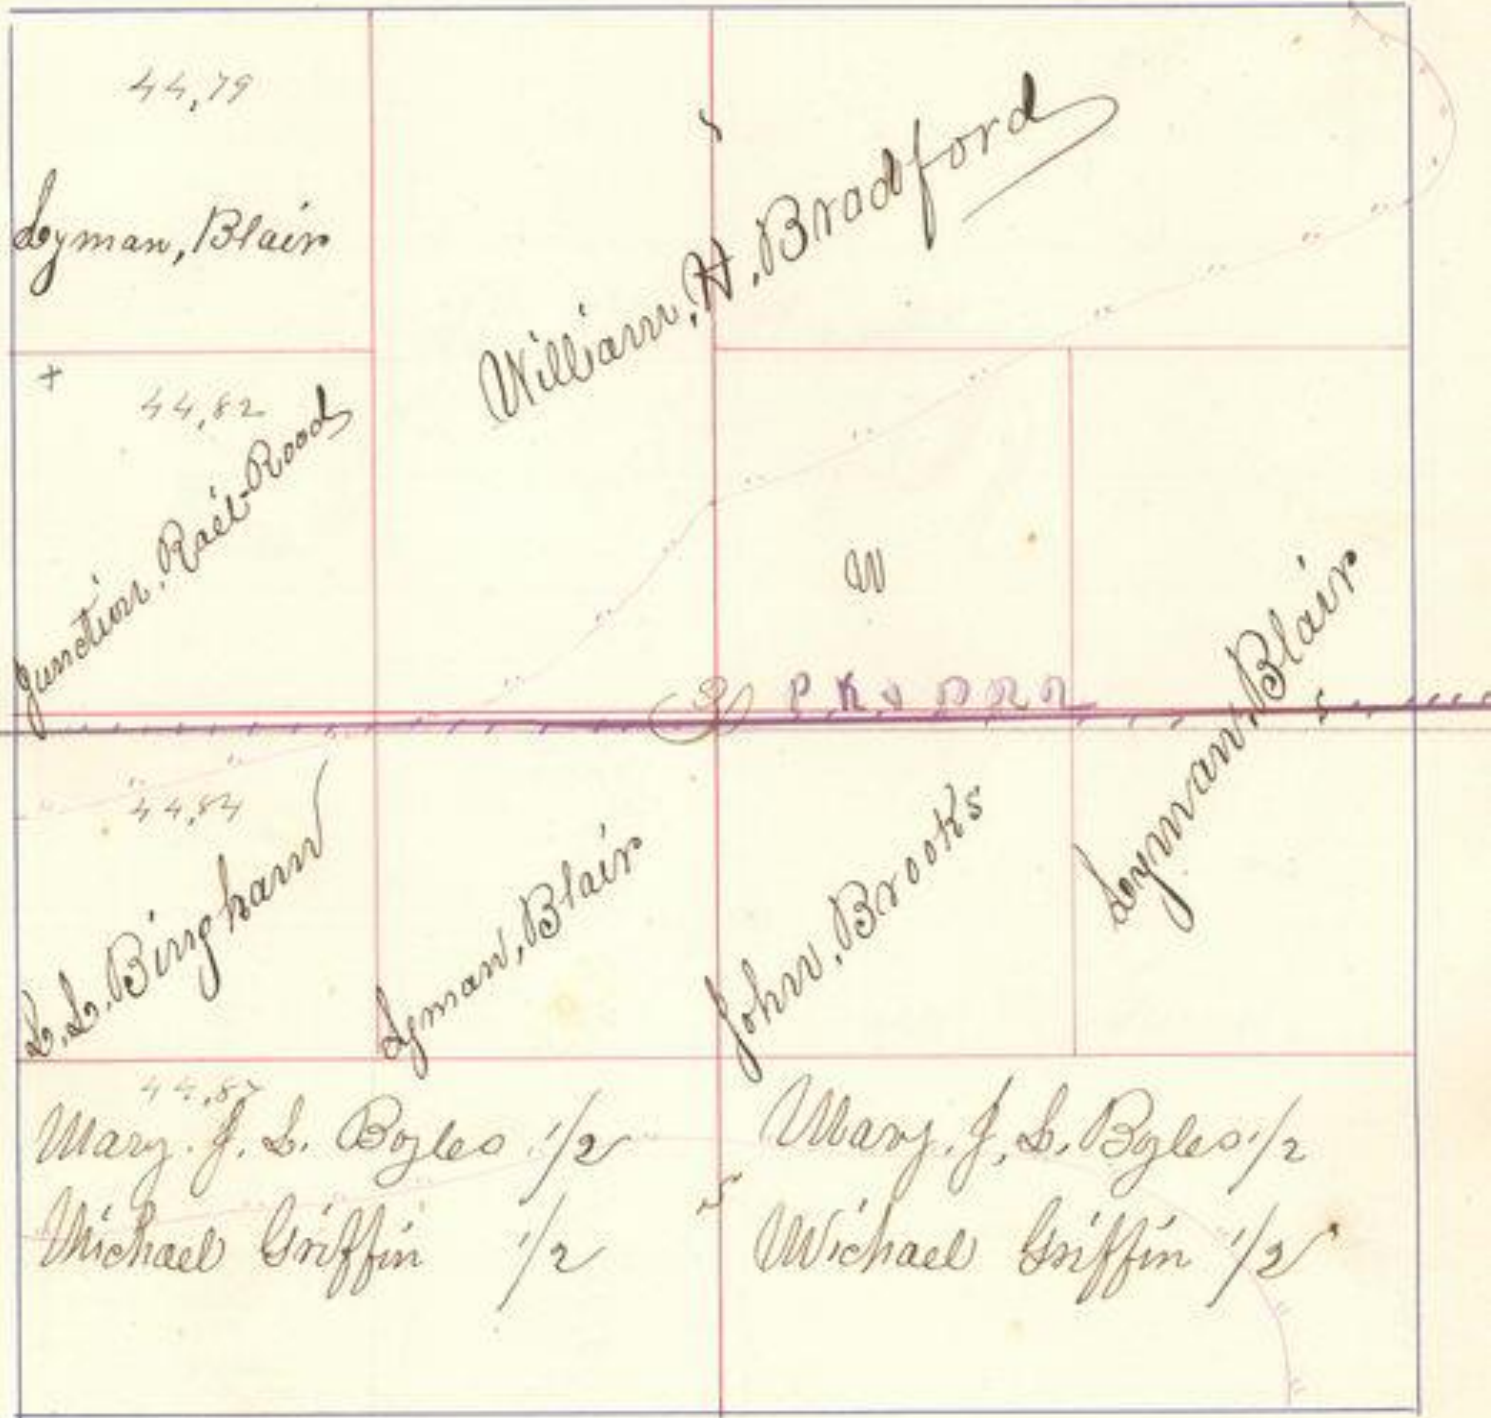 44,79
Lyman, Blair
William, H, Bradford
+
44,82
Junction, Rail-Road
W
P. K.
44,84
L, L, Bingham
Lyman, Blair
John, Brooks
Lyman, Blair
44,87
Mary. J. L. Boyles 1/2
Michael Griffin 1/2
Mary. J, L, Boyles 1/2
Michael Griffin 1/2